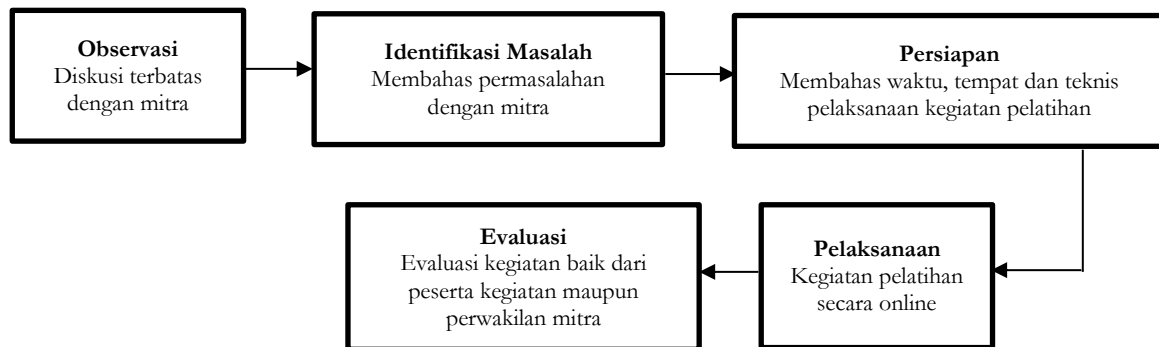 Observasi
Diskusi terbatas
dengan mitra
Identifikasi Masalah
Membahas permasalahan
dengan mitra
Persiapan
Membahas waktu, tempat dan teknis
pelaksanaan kegiatan pelatihan
Pelaksanaan
Kegiatan pelatihan
secara online
Evaluasi
Evaluasi kegiatan baik dari
peserta kegiatan maupun
perwakilan mitra